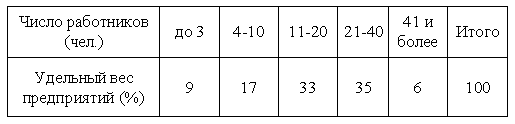 Число работников (чел.) до 3 4-10 11-20 21-40 41 и более Итого
Удельный вес предприятий (%) 9 17 33 35 6 100